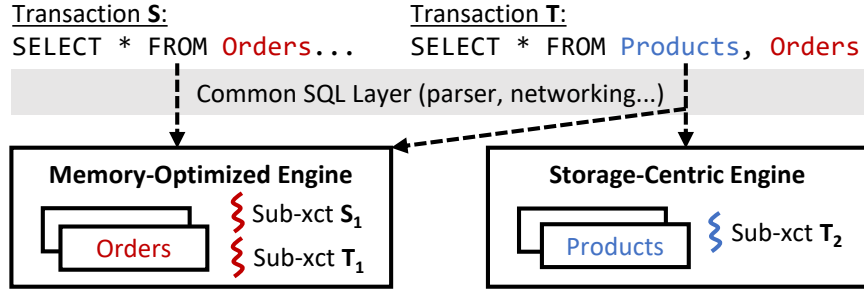 Transaction S:
SELECT * FROM Orders...
Transaction T:
SELECT * FROM Products, Orders
Common SQL Layer (parser, networking...)
Memory-Optimized Engine
Orders
Sub-xct S1
Sub-xct T1
Storage-Centric Engine
Products
Sub-xct T2